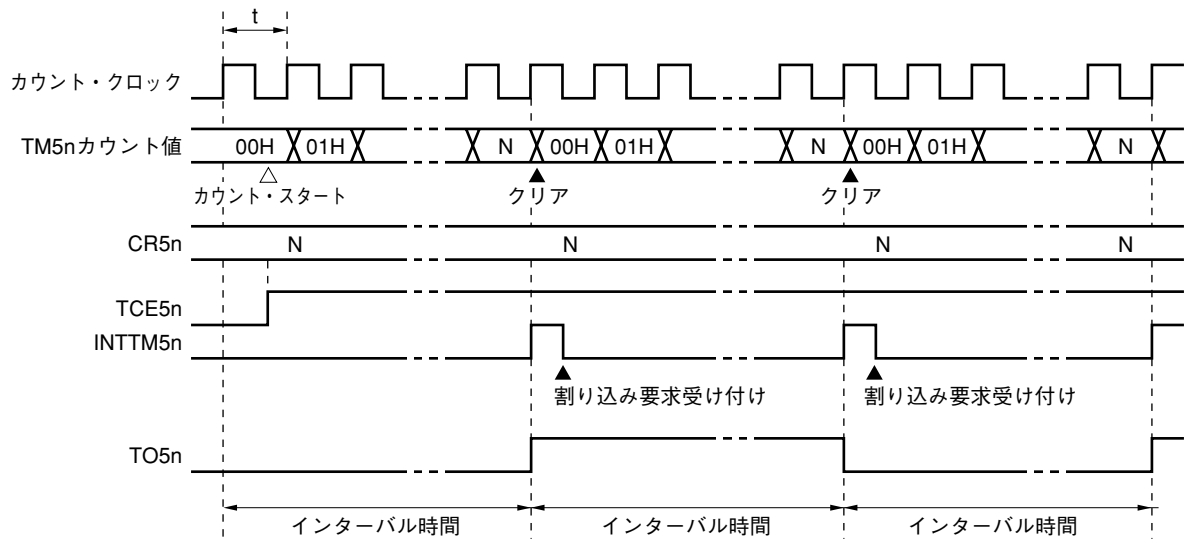 t
カウント・クロック
TM5nカウント値 00H 01H N 00H 01H N 00H 01H N
カウント・スタート クリア クリア
CR5n N N N N
TCE5n
INTTM5n
割り込み要求受け付け 割り込み要求受け付け
TO5n
インターバル時間 インターバル時間 インターバル時間